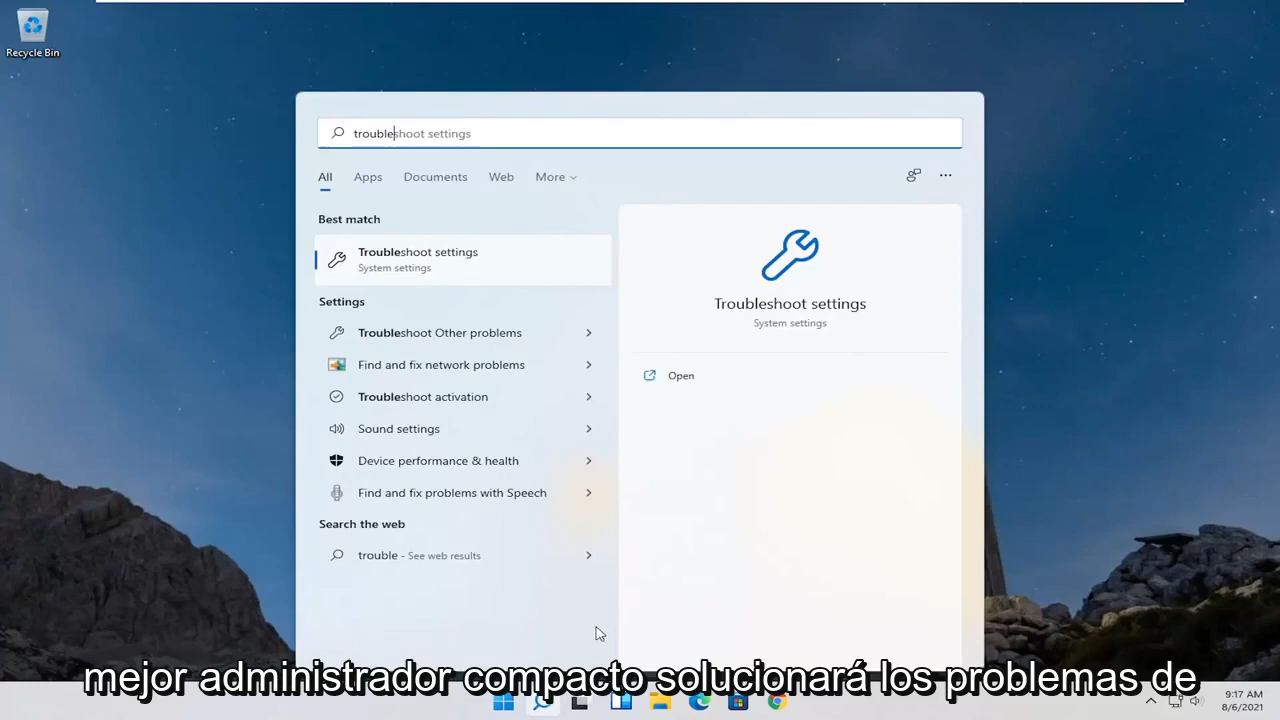 Recycle Bin
troubleshoot settings
All Apps Documents Web More
Best match
Troubleshoot settings
System settings
Settings
Troubleshoot Other problems
Find and fix network problems
Troubleshoot activation
Sound settings
Device performance & health
Find and fix problems with Speech
Search the web
trouble - See web results
Troubleshoot settings
System settings
Open
mejor administrador compacto solucionará los problemas de
9:17 AM
8/6/2021